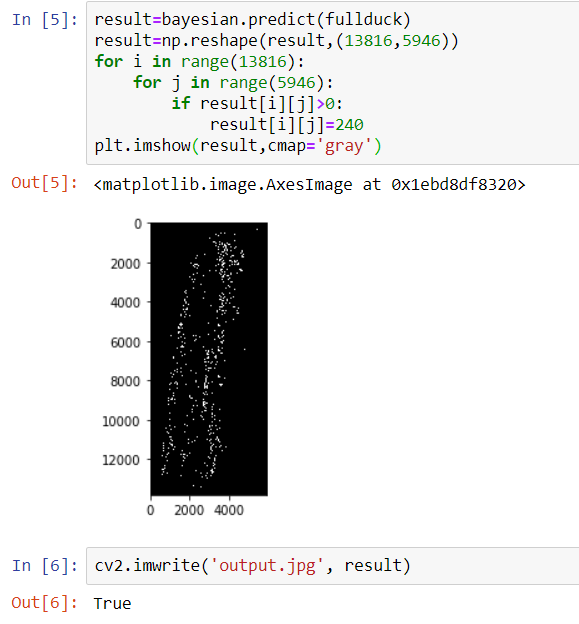 In [5]: result=bayesian.predict(fullduck)
result=np.reshape(result,(13816,5946))
for i in range(13816):
    for j in range(5946):
        if result[i][j]>0:
            result[i][j]=240
plt.imshow(result,cmap='gray')
Out[5]: <matplotlib.image.AxesImage at 0x1ebd8df8320>
0
2000
4000
6000
8000
10000
12000
0 2000 4000
In [6]: cv2.imwrite('output.jpg', result)
Out[6]: True